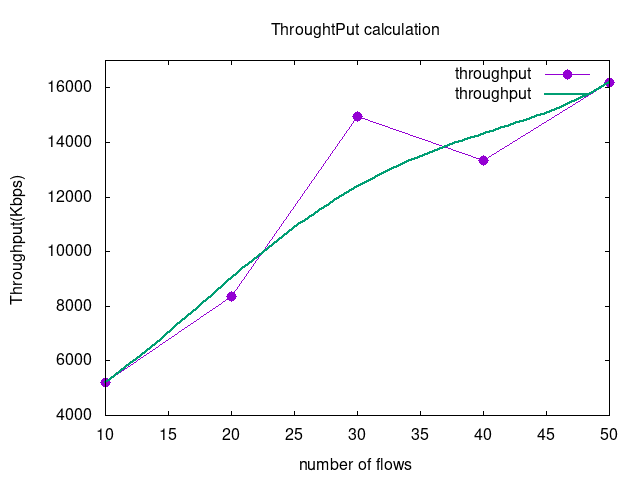 ThroughtPut calculation
throughput
throughput
16000
14000
12000
10000
8000
6000
4000
Throughput(Kbps)
10 15 20 25 30 35 40 45 50
number of flows